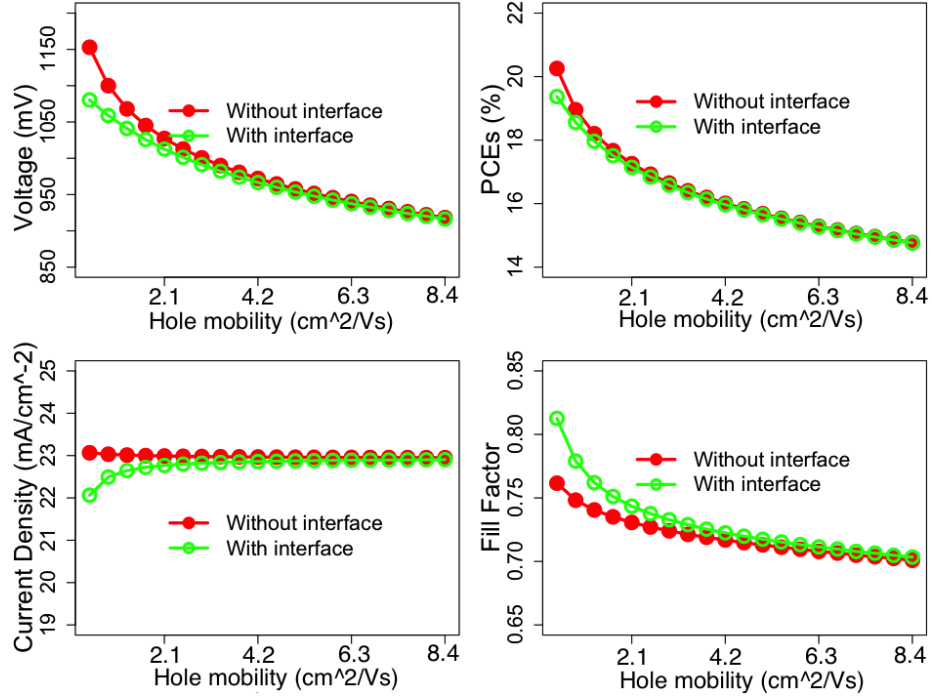 Voltage (mV)
850
950
1050
1150
Without interface
With interface
2.1
4.2
6.3
8.4
Hole mobility (cm^2/Vs)
PCEs (%)
14
16
18
20
22
Without interface
With interface
2.1
4.2
6.3
8.4
Hole mobility (cm^2/Vs)
Current Density (mA/cm^-2)
19
21
22
23
24
25
Without interface
With interface
2.1
4.2
6.3
8.4
Hole mobility (cm^2/Vs)
Fill Factor
0.65
0.70
0.75
0.80
0.85
Without interface
With interface
2.1
4.2
6.3
8.4
Hole mobility (cm^2/Vs)